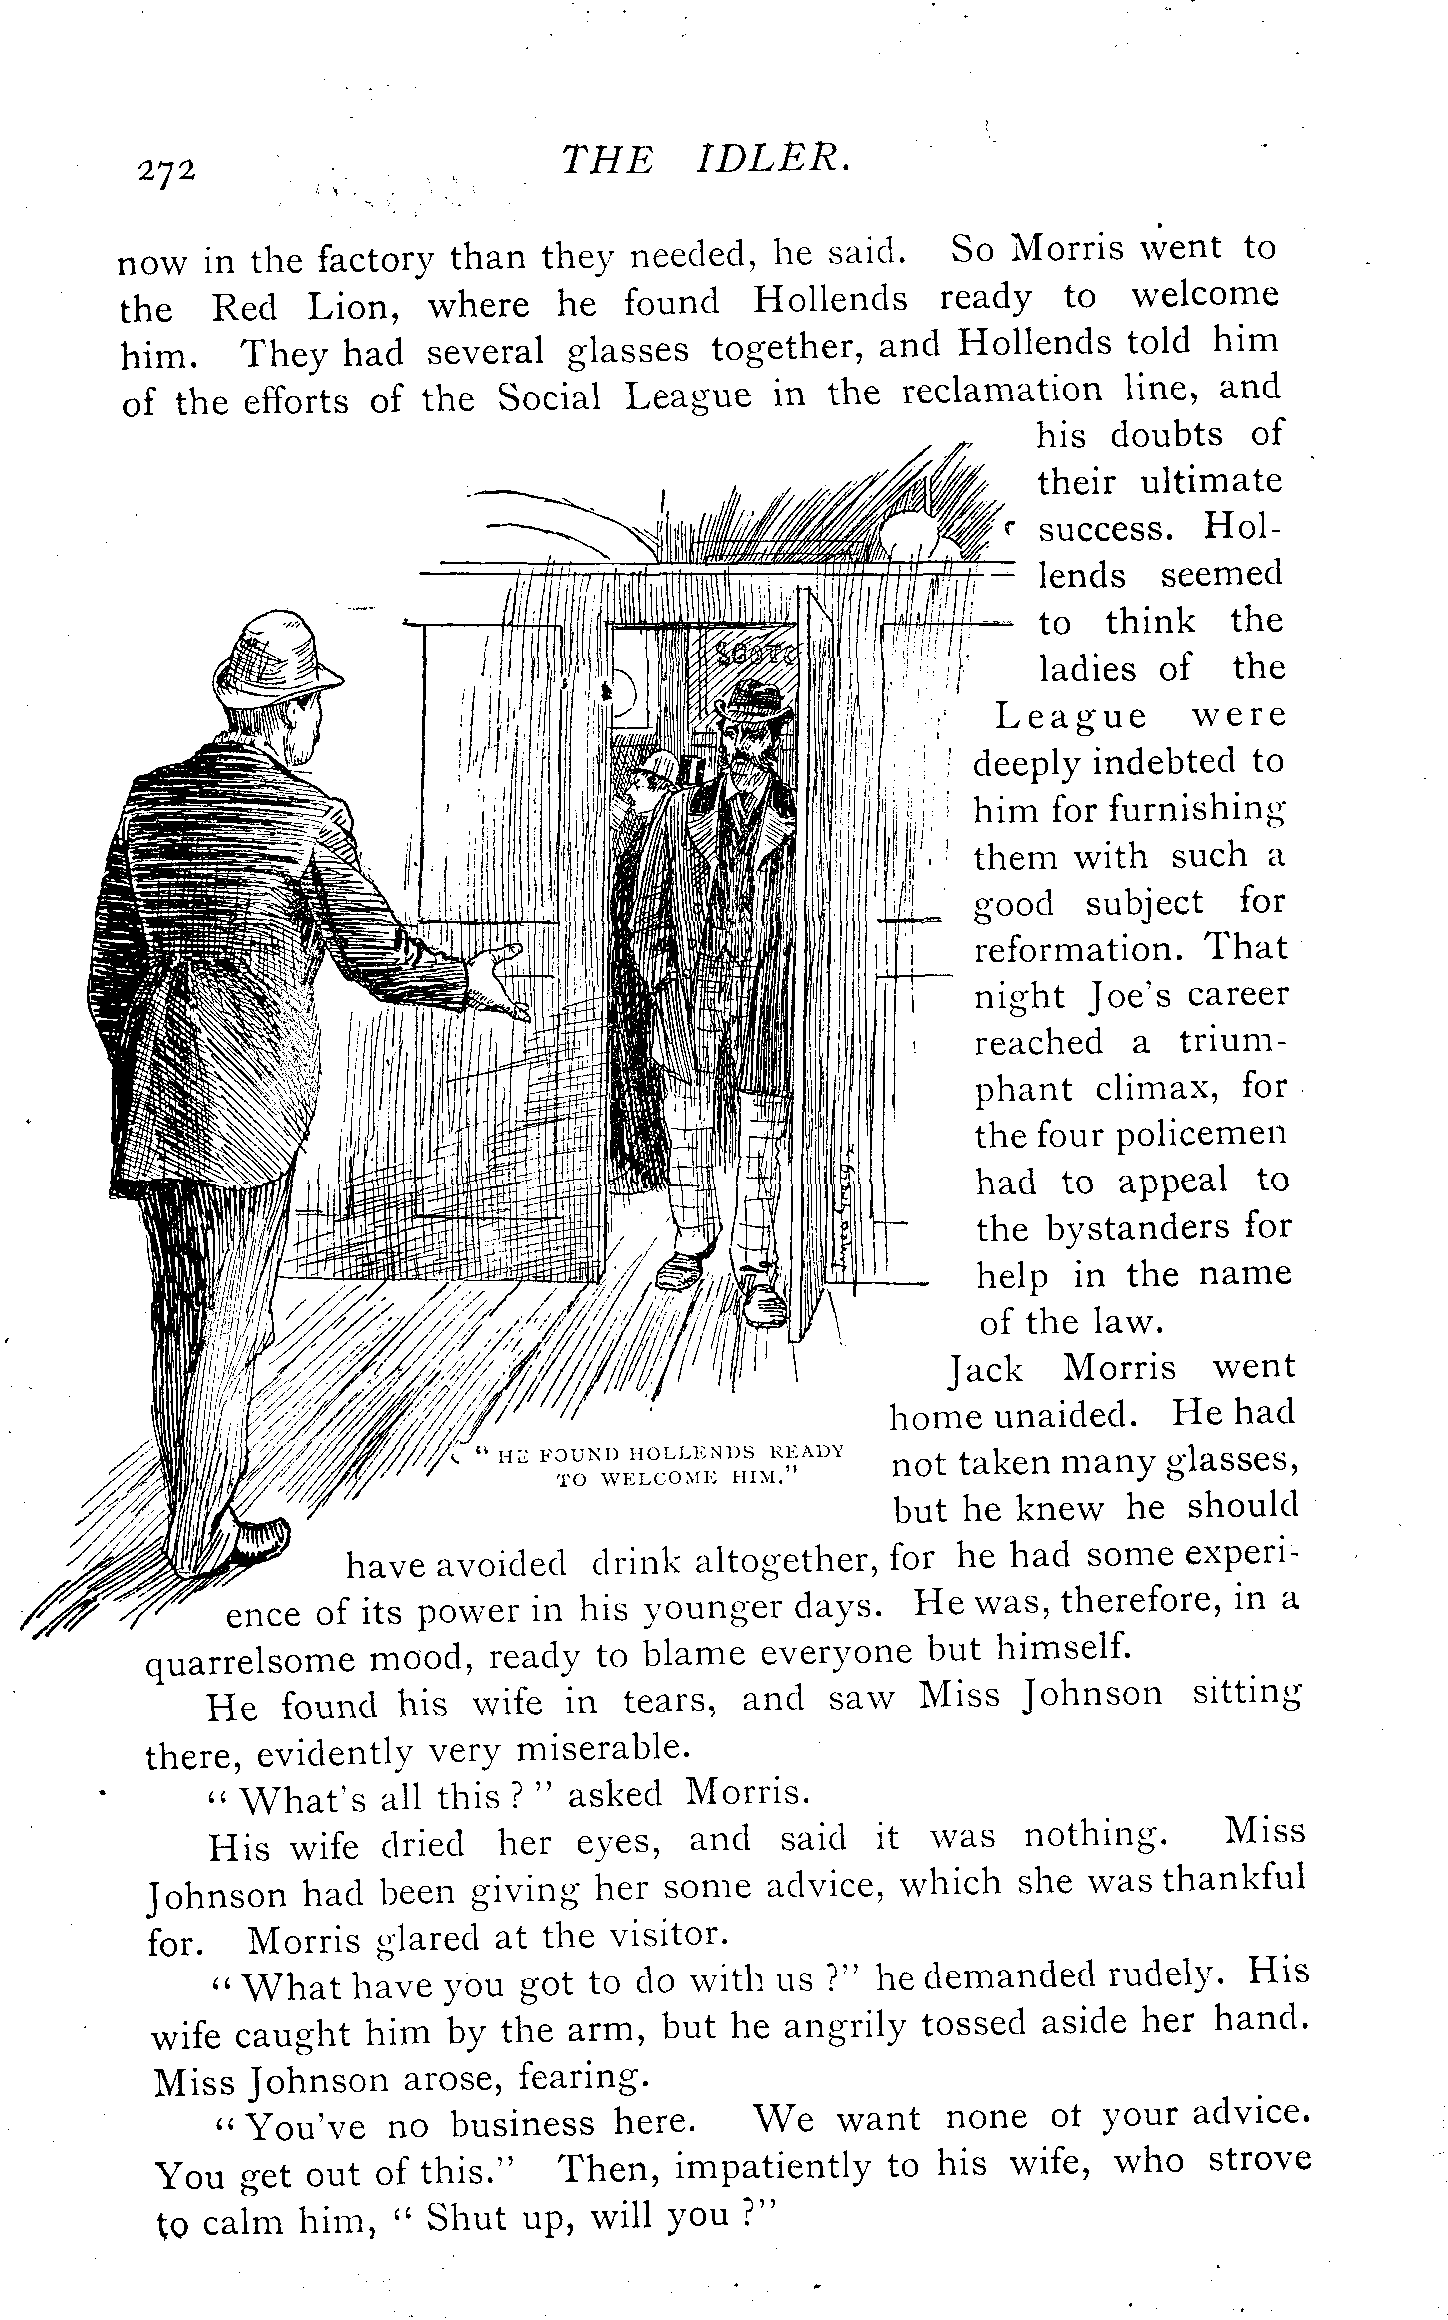 272 THE IDLER.
now in the factory than they needed, he said. So Morris went to
the Red Lion, where he found Hollends ready to welcome
him. They had several glasses together, and Hollends told him
of the efforts of the Social League in the reclamation line, and
his doubts of
their ultimate
success. Hol-
lends seemed
to think the
ladies of the
League were
deeply indebted to
him for furnishing
them with such a
good subject for
reformation. That
night Joe's career
reached a trium-
phant climax, for
the four policemen
had to appeal to
the bystanders for
help in the name
of the law.
SCOTC
"HE FOUND HOLLENDS READY
TO WELCOME HIM."
Jack Morris went
home unaided. He had
not taken many glasses,
but he knew he should
have avoided drink altogether, for he had some experi-
ence of its power in his younger days. He was, therefore, in a
quarrelsome mood, ready to blame everyone but himself.
He found his wife in tears, and saw Miss Johnson sitting
there, evidently very miserable.
"What's all this?" asked Morris.
His wife dried her eyes, and said it was nothing. Miss
Johnson had been giving her some advice, which she was thankful
for. Morris glared at the visitor.
"What have you got to do with us?" he demanded rudely. His
wife caught him by the arm, but he angrily tossed aside her hand.
Miss Johnson arose, fearing.
"You've no business here. We want none of your advice.
You get out of this." Then, impatiently to his wife, who strove
to calm him, "Shut up, will you?"